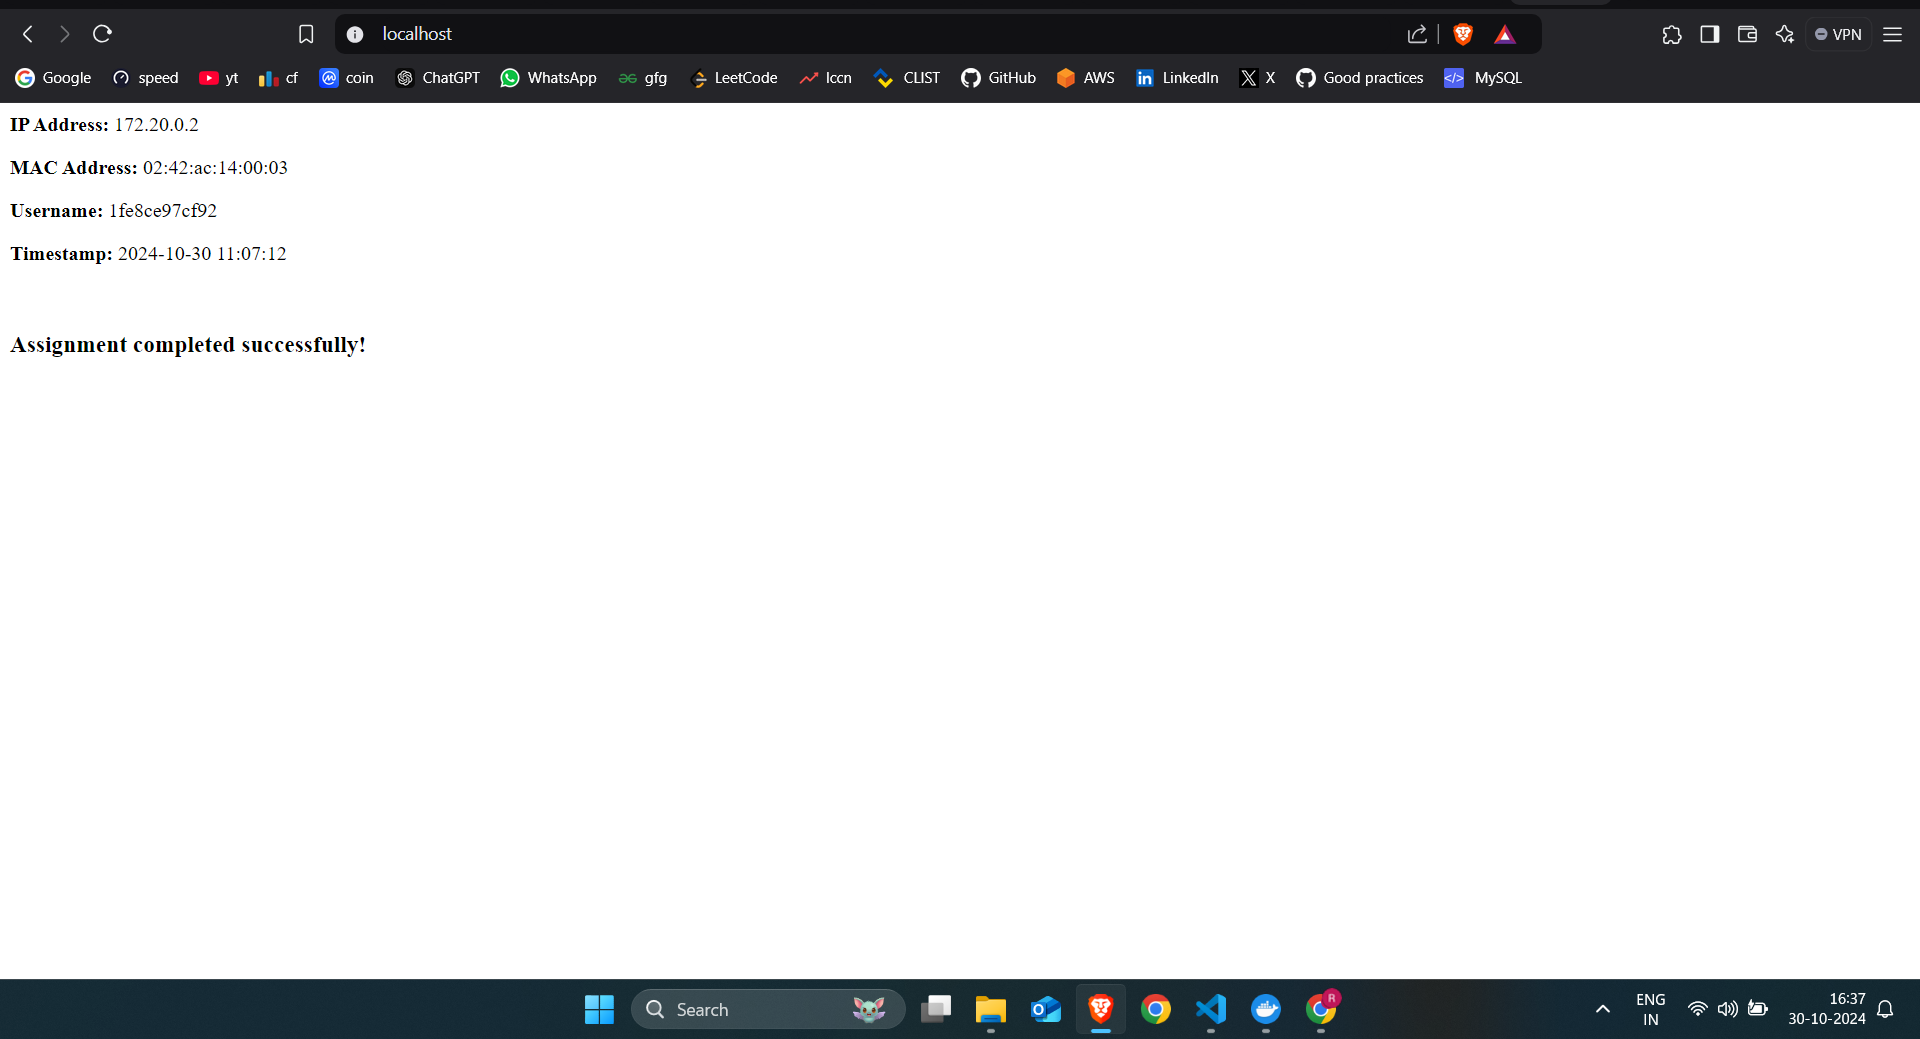 localhost
VPN
Google speed yt cf coin ChatGPT WhatsApp gfg LeetCode lccn CLIST GitHub AWS LinkedIn X Good practices MySQL
IP Address: 172.20.0.2
MAC Address: 02:42:ac:14:00:03
Username: 1fe8ce97cf92
Timestamp: 2024-10-30 11:07:12
Assignment completed successfully!
Search
R
ENG
IN
16:37
30-10-2024